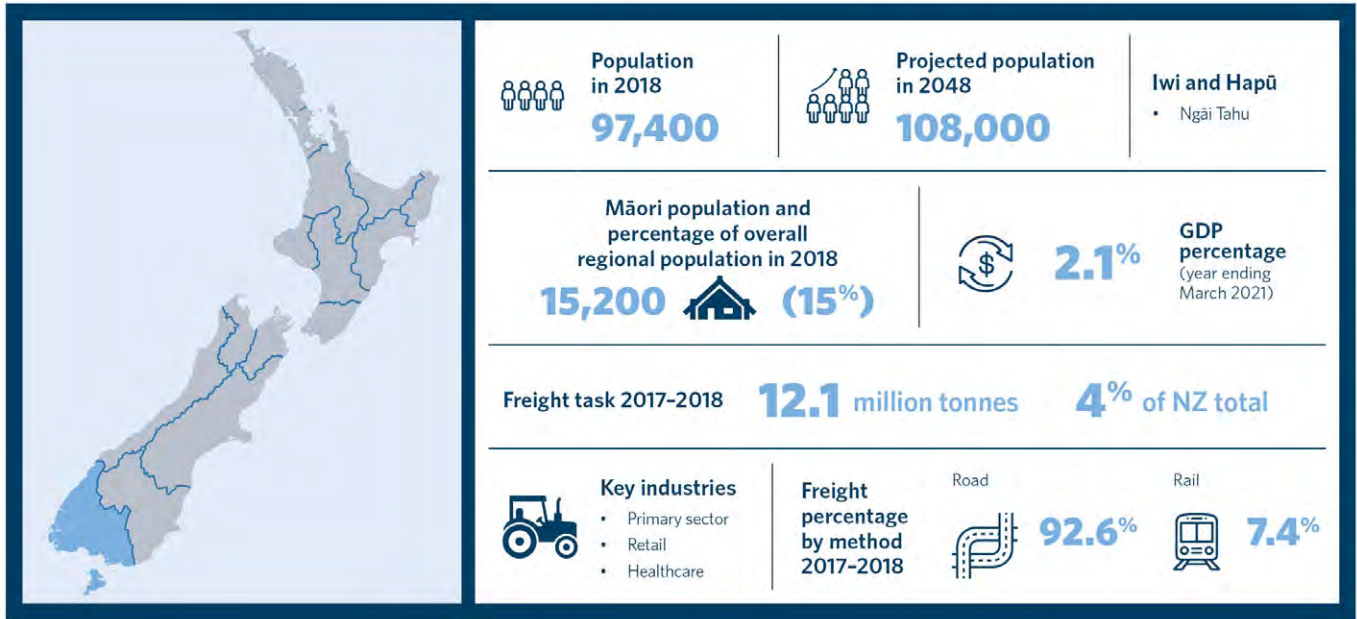 Population
in 2018
97,400
Projected population
in 2048
108,000
Iwi and Hapū
• Ngāi Tahu
Māori population and
percentage of overall
regional population in 2018
15,200 (15%)
$
2.1%
GDP
percentage
(year ending
March 2021)
Freight task 2017–2018 12.1 million tonnes 4% of NZ total
Key industries
• Primary sector
• Retail
• Healthcare
Freight
percentage
by method
2017–2018
Road
92.6%
Rail
7.4%